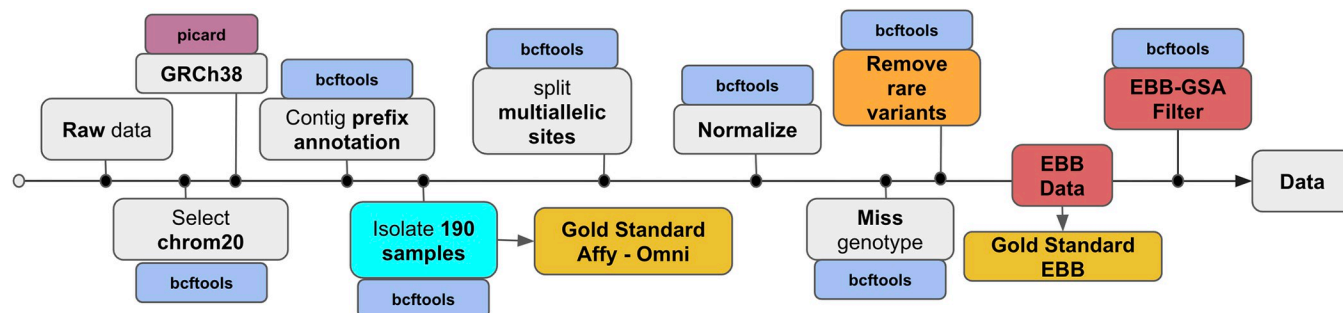 picard
GRCh38
Raw data
Select
chrom20
bcftools
bcftools
Contig prefix
annotation
Isolate 190
samples
bcftools
Gold Standard
Affy - Omni
bcftools
split
multiallelic
sites
bcftools
Normalize
bcftools
Remove
rare
variants
Miss
genotype
bcftools
EBB
Data
Gold Standard
EBB
bcftools
EBB-GSA
Filter
Data